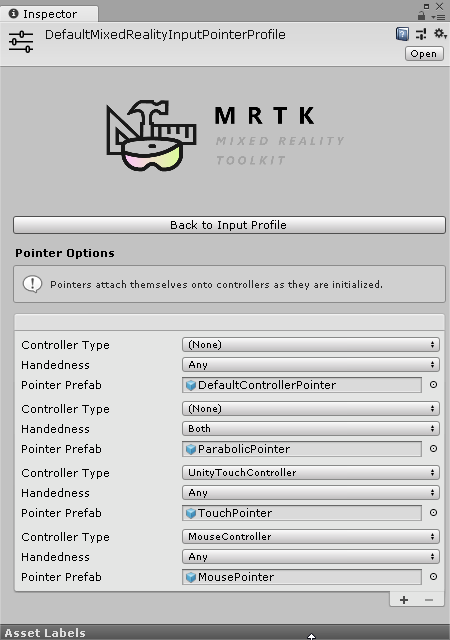 Inspector
DefaultMixedRealityInputPointerProfile
Open
MRTK
MIXED REALITY
TOOLKIT
Back to Input Profile
Pointer Options
Pointers attach themselves onto controllers as they are initialized.
Controller Type (None)
Handedness Any
Pointer Prefab DefaultControllerPointer
Controller Type (None)
Handedness Both
Pointer Prefab ParabolicPointer
Controller Type UnityTouchController
Handedness Any
Pointer Prefab TouchPointer
Controller Type MouseController
Handedness Any
Pointer Prefab MousePointer
+ −
Asset Labels